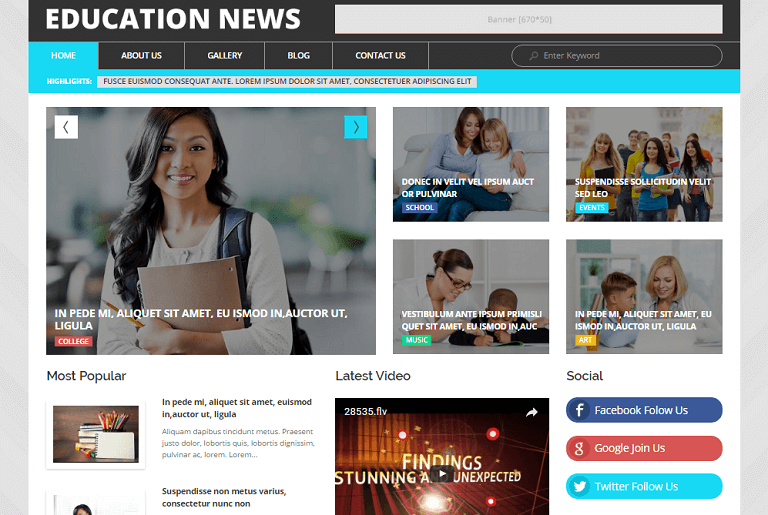 EDUCATION NEWS
Banner [670*50]
HOME
ABOUT US
GALLERY
BLOG
CONTACT US
Enter Keyword
HIGHLIGHTS:
FUSCE EUISMOD CONSEQUAT ANTE. LOREM IPSUM DOLOR SIT AMET, CONSECTETUER ADIPISCING ELIT
IN PEDE MI, ALIQUET SIT AMET, EU ISMOD IN,AUCTOR UT,
LIGULA
COLLEGE
DONEC IN VELIT VEL IPSUM AUCT
OR PULVINAR
SCHOOL
SUSPENDISSE SOLLICITUDIN VELIT
SED LEO
EVENTS
VESTIBULUM ANTE IPSUM PRIMISLI
QUET SIT AMET, EU ISMOD IN,AUC
MUSIC
IN PEDE MI, ALIQUET SIT AMET, EU
ISMOD IN,AUCTOR UT, LIGULA
ART
Most Popular
In pede mi, aliquet sit amet, euismod
in,auctor ut, ligula
Aliquam dapibus tincidunt metus. Praesent
justo dolor, lobortis quis, lobortis dignissim,
pulvinar ac, lorem. Lorem...
Suspendisse non metus varius,
consectetur nunc non
Latest Video
28535.flv
FINDINGS
STUNNING AND UNEXPECTED
Social
f Facebook Folow Us
g Google Join Us
Twitter Follow Us